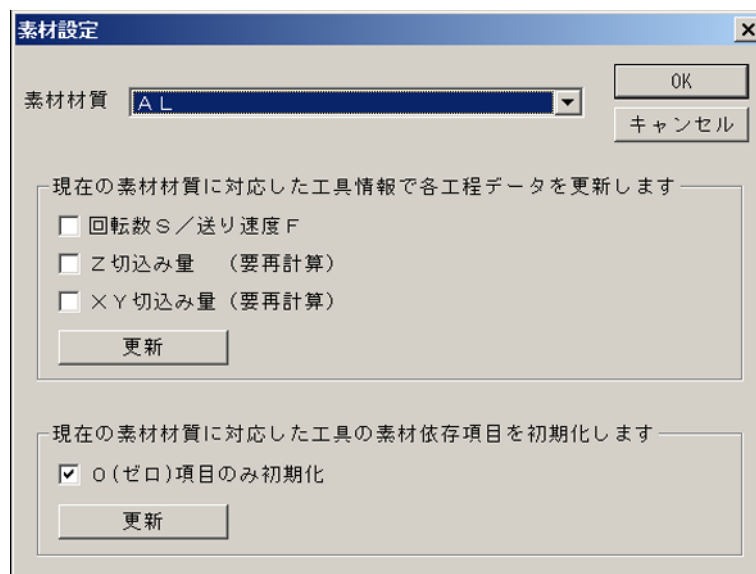 素材設定
素材材質 ＡＬ
OK
キャンセル
現在の素材材質に対応した工具情報で各工程データを更新します
回転数Ｓ／送り速度Ｆ
Ｚ切込み量　（要再計算）
ＸＹ切込み量（要再計算）
更新
現在の素材材質に対応した工具の素材依存項目を初期化します
０(ゼロ)項目のみ初期化
更新